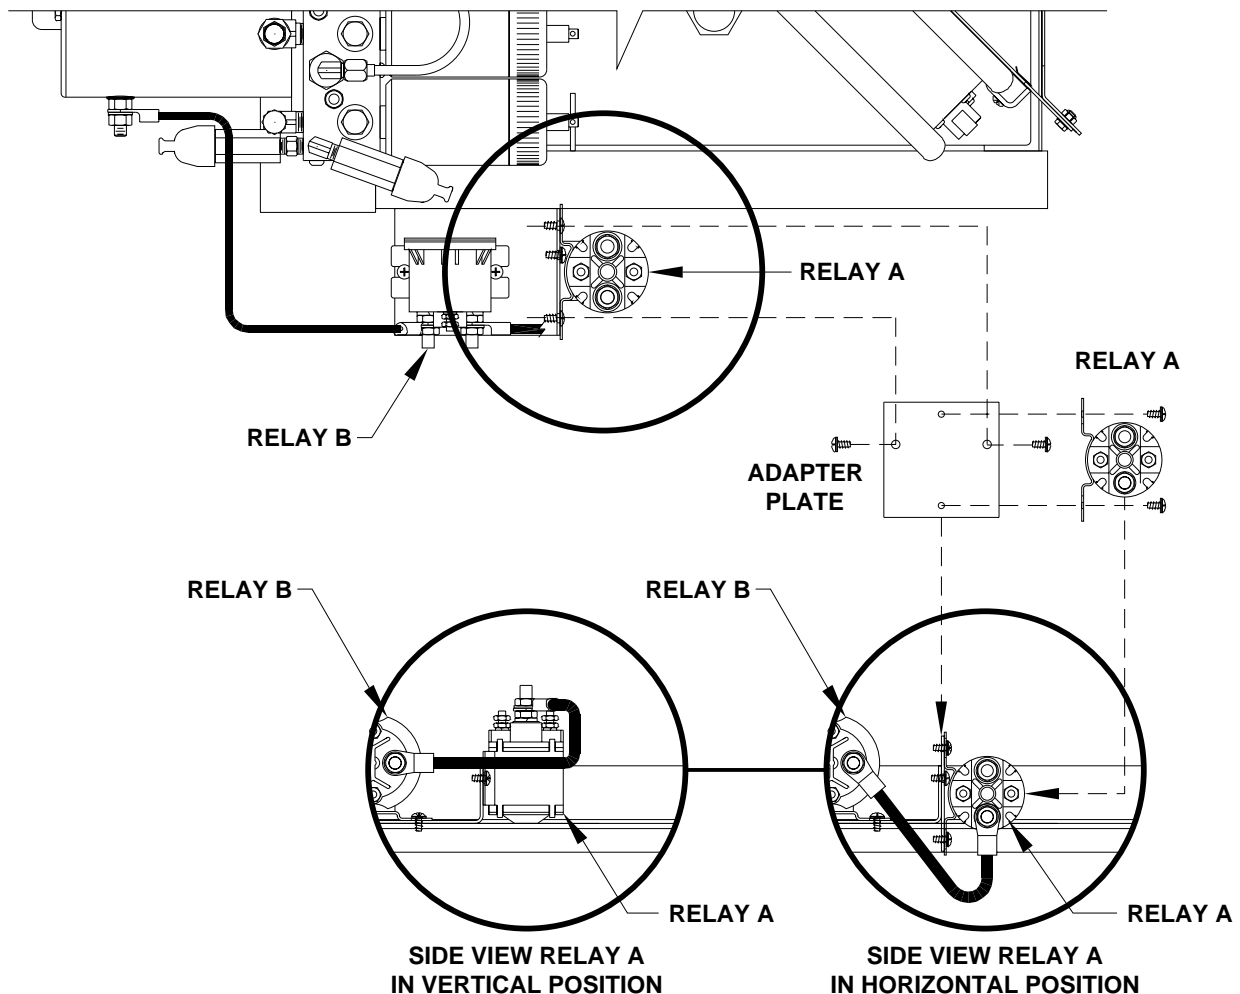 RELAY A
RELAY A
RELAY B
ADAPTER
PLATE
RELAY B
RELAY B
RELAY A
RELAY A
SIDE VIEW RELAY A
IN VERTICAL POSITION
SIDE VIEW RELAY A
IN HORIZONTAL POSITION